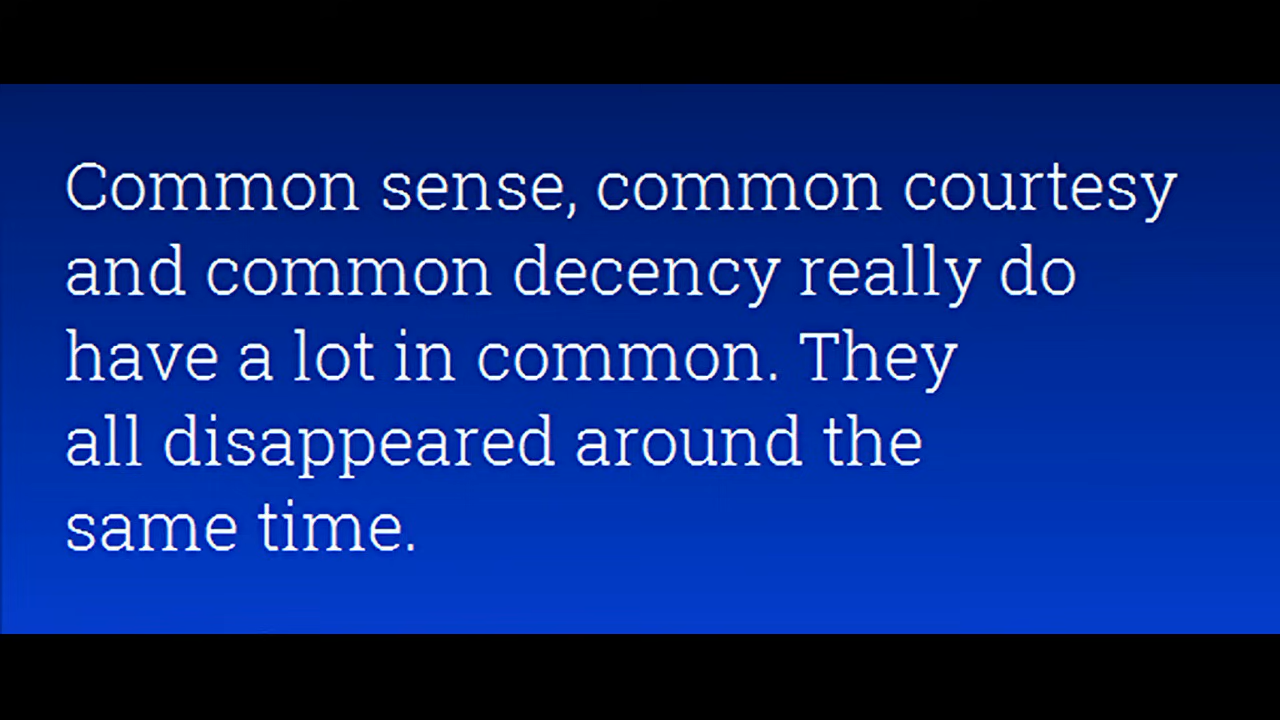 Common sense, common courtesy
and common decency really do
have a lot in common. They
all disappeared around the
same time.